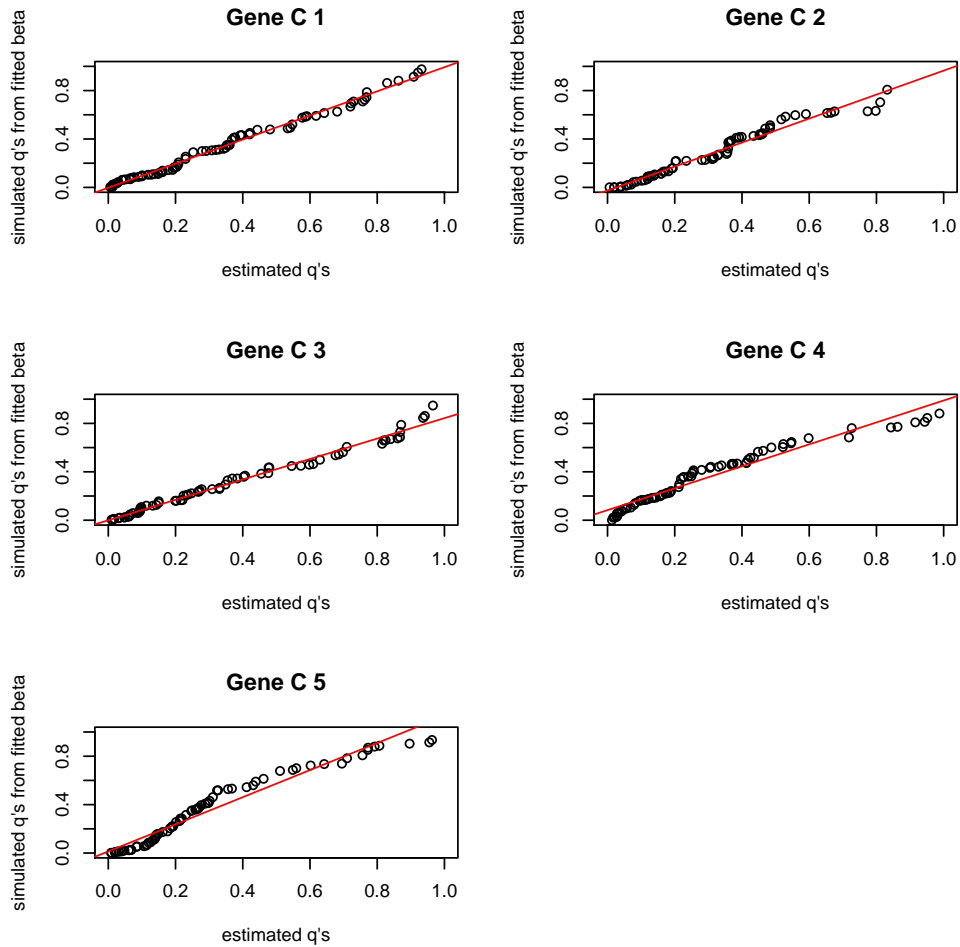 Gene C 1
simulated q's from fitted beta
0.0 0.4 0.8
0.0 0.2 0.4 0.6 0.8 1.0
estimated q's
Gene C 2
simulated q's from fitted beta
0.0 0.4 0.8
0.0 0.2 0.4 0.6 0.8 1.0
estimated q's
Gene C 3
simulated q's from fitted beta
0.0 0.4 0.8
0.0 0.2 0.4 0.6 0.8 1.0
estimated q's
Gene C 4
simulated q's from fitted beta
0.0 0.4 0.8
0.0 0.2 0.4 0.6 0.8 1.0
estimated q's
Gene C 5
simulated q's from fitted beta
0.0 0.4 0.8
0.0 0.2 0.4 0.6 0.8 1.0
estimated q's